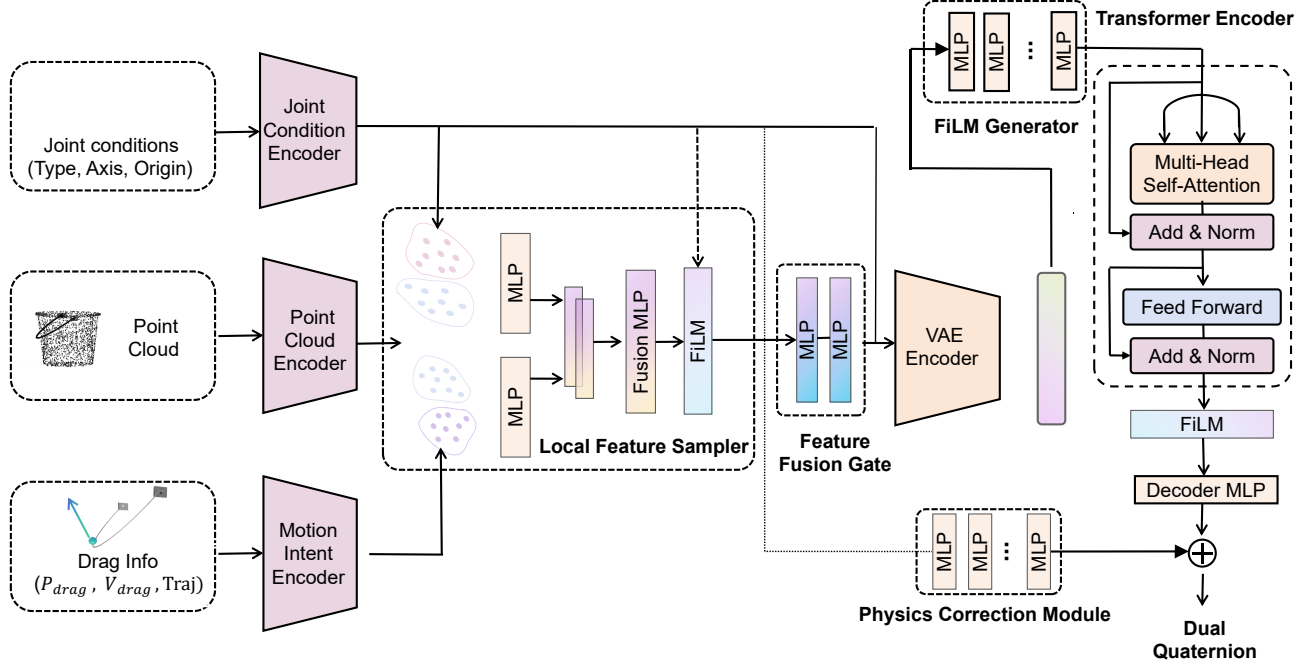 Joint conditions
(Type, Axis, Origin)
Joint
Condition
Encoder
Point
Cloud
Point
Cloud
Encoder
Drag Info
(P_drag , V_drag , Traj)
Motion
Intent
Encoder
MLP
MLP
Fusion MLP
FiLM
Local Feature Sampler
MLP
MLP
Feature
Fusion Gate
VAE
Encoder
MLP
MLP
...
MLP
FiLM Generator
Transformer Encoder
Multi-Head
Self-Attention
Add & Norm
Feed Forward
Add & Norm
FiLM
Decoder MLP
MLP
MLP
...
MLP
Physics Correction Module
Dual
Quaternion